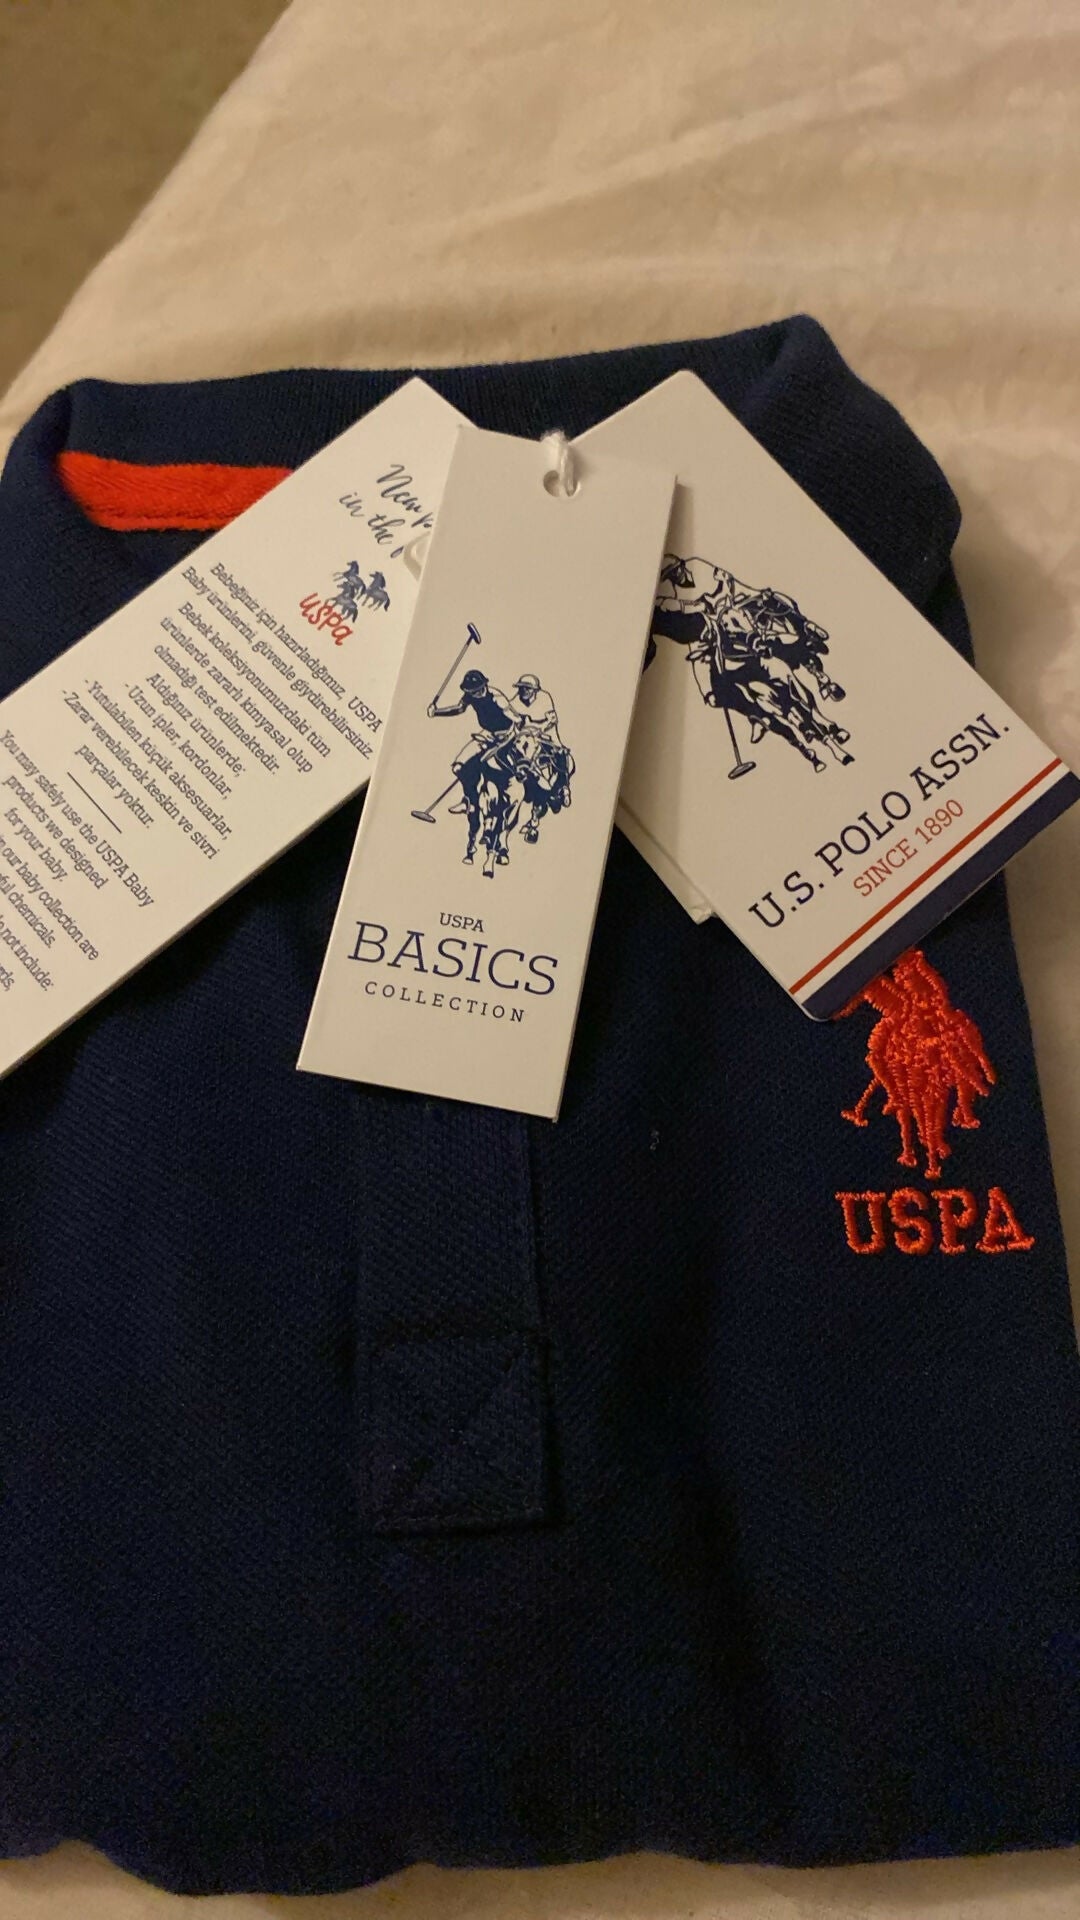 New
in the
uspa
Bebeğiniz için hazırladığımız USPA
Baby ürünlerini, güvenle giydirebilirsiniz.
Bebek koleksiyonumuzdaki tüm
ürünlerde zararlı kimyasal olup
olmadığı test edilmektedir.
Aldığınız ürünlerde;
- Uzun ipler, kordonlar,
- Yutulabilen küçük aksesuarlar,
-Zarar verebilecek keskin ve sivri
parçalar yoktur.
You may safely use the USPA Baby
products we designed
for your baby.
our baby collection are
chemicals.
not include:
USPA
BASICS
COLLECTION
U.S. POLO ASSN.
SINCE 1890
USPA